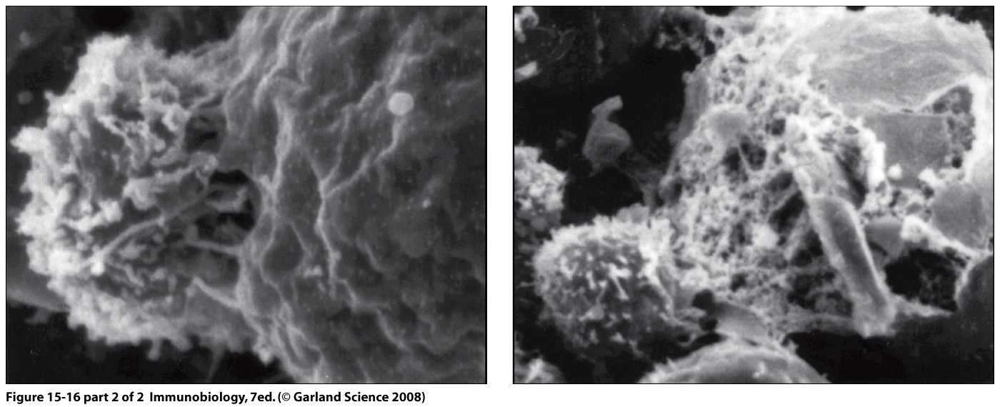 Figure 15-16 part 2 of 2 Immunobiology, 7ed. (© Garland Science 2008)